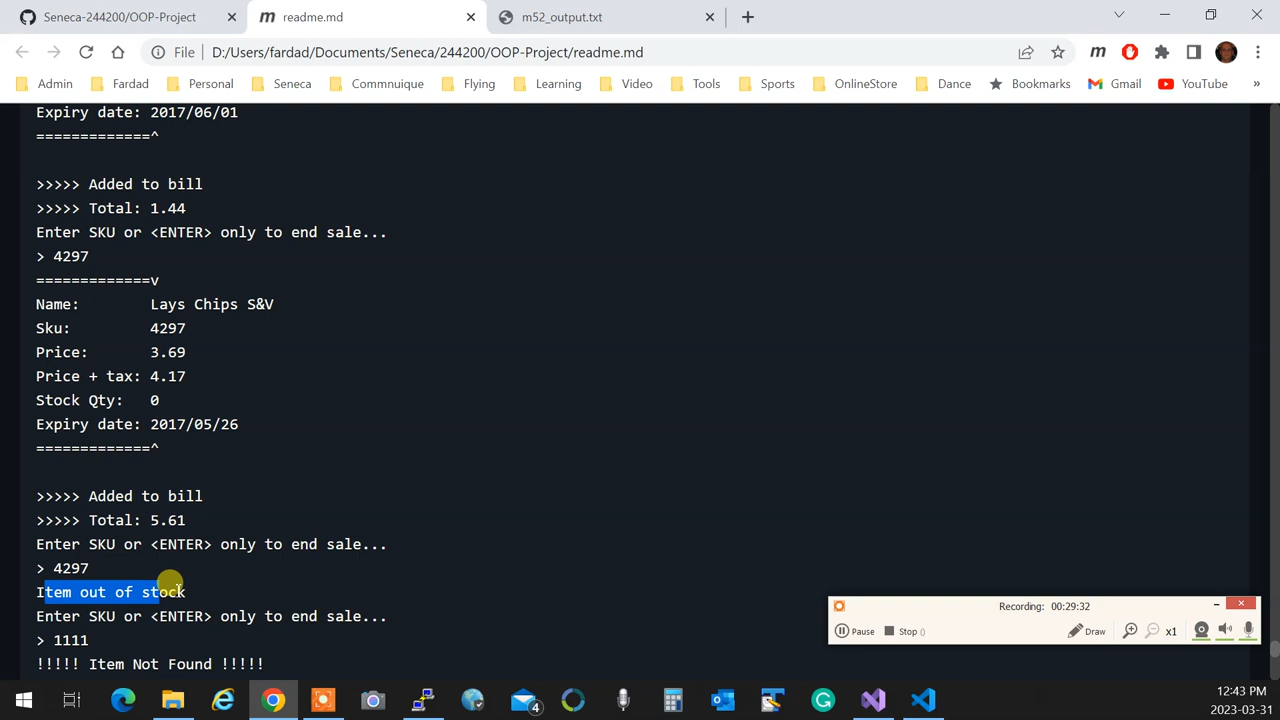 Seneca-244200/OOP-Project
readme.md
m52_output.txt
File D:/Users/fardad/Documents/Seneca/244200/OOP-Project/readme.md
Admin Fardad Personal Seneca Commnuique Flying Learning Video Tools Sports OnlineStore Dance Bookmarks Gmail YouTube »
Expiry date: 2017/06/01
=============^
>>>>> Added to bill
>>>>> Total: 1.44
Enter SKU or <ENTER> only to end sale...
> 4297
=============v
Name: Lays Chips S&V
Sku: 4297
Price: 3.69
Price + tax: 4.17
Stock Qty: 0
Expiry date: 2017/05/26
=============^
>>>>> Added to bill
>>>>> Total: 5.61
Enter SKU or <ENTER> only to end sale...
> 4297
Item out of stock
Enter SKU or <ENTER> only to end sale...
> 1111
!!!!! Item Not Found !!!!!
Recording: 00:29:32
Pause Stop () Draw x1
4
12:43 PM
2023-03-31